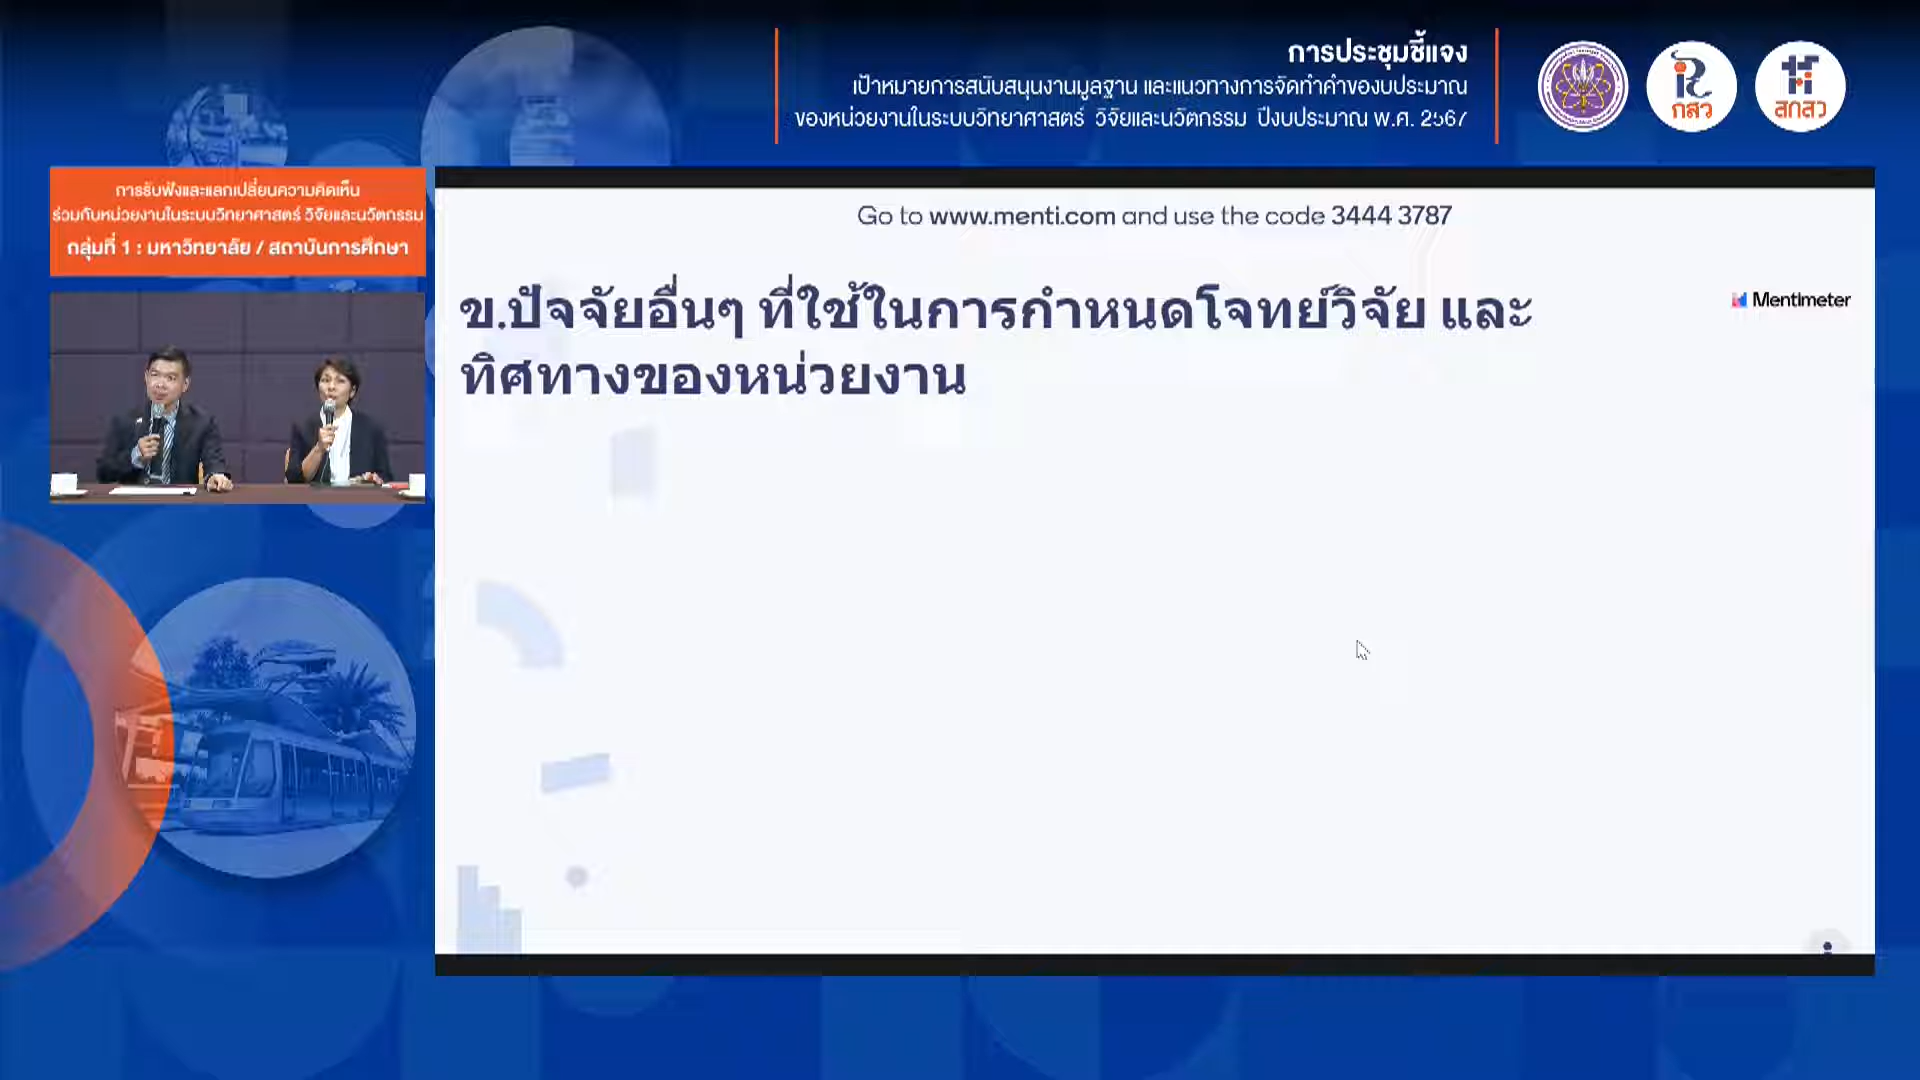 การประชุมชี้แจง
เป้าหมายการสนับสนุนงานมูลฐาน และแนวทางการจัดทำคำของบประมาณ
ของหน่วยงานในระบบวิทยาศาสตร์ วิจัยและนวัตกรรม ปีงบประมาณ พ.ศ. 2567
กสว
สกสว
การรับฟังและแลกเปลี่ยนความคิดเห็น
ร่วมกับหน่วยงานในระบบวิทยาศาสตร์ วิจัยและนวัตกรรม
กลุ่มที่ 1 : มหาวิทยาลัย / สถาบันการศึกษา
Go to www.menti.com and use the code 3444 3787
ข.ปัจจัยอื่นๆ ที่ใช้ในการกำหนดโจทย์วิจัย และ
ทิศทางของหน่วยงาน
Mentimeter